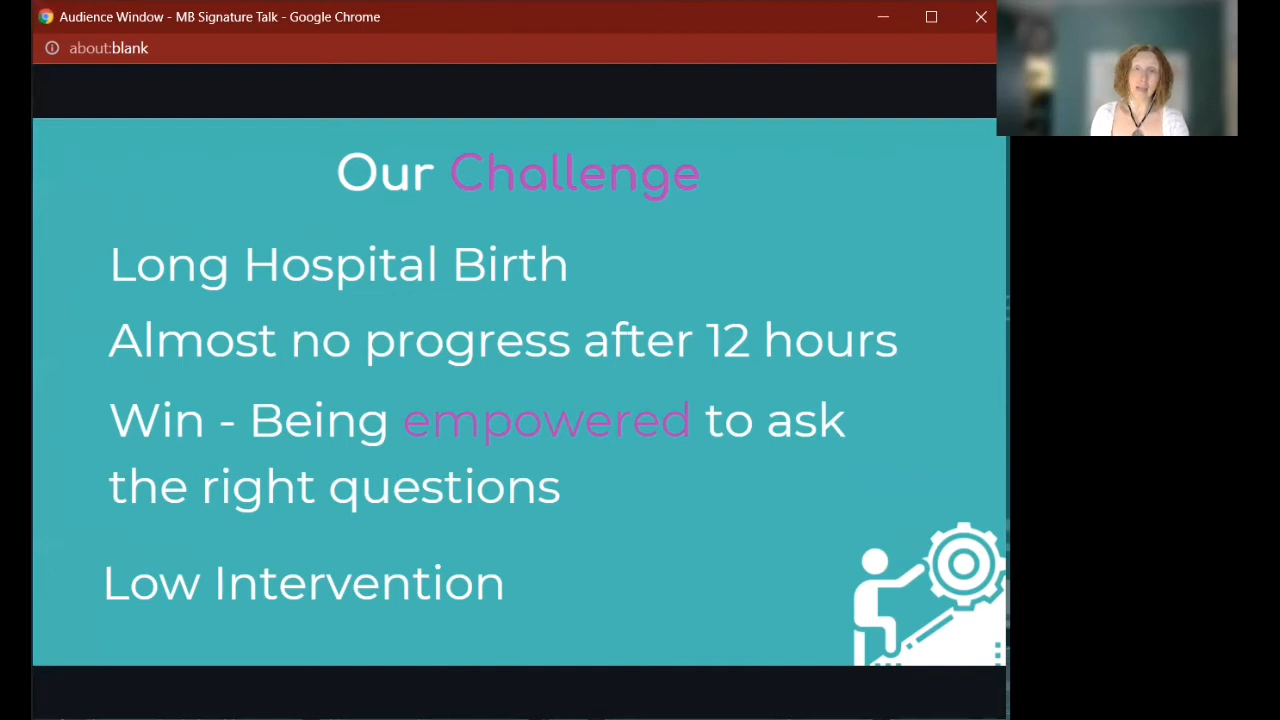 Audience Window - MB Signature Talk - Google Chrome
about:blank
Our Challenge
Long Hospital Birth
Almost no progress after 12 hours
Win - Being empowered to ask
the right questions
Low Intervention